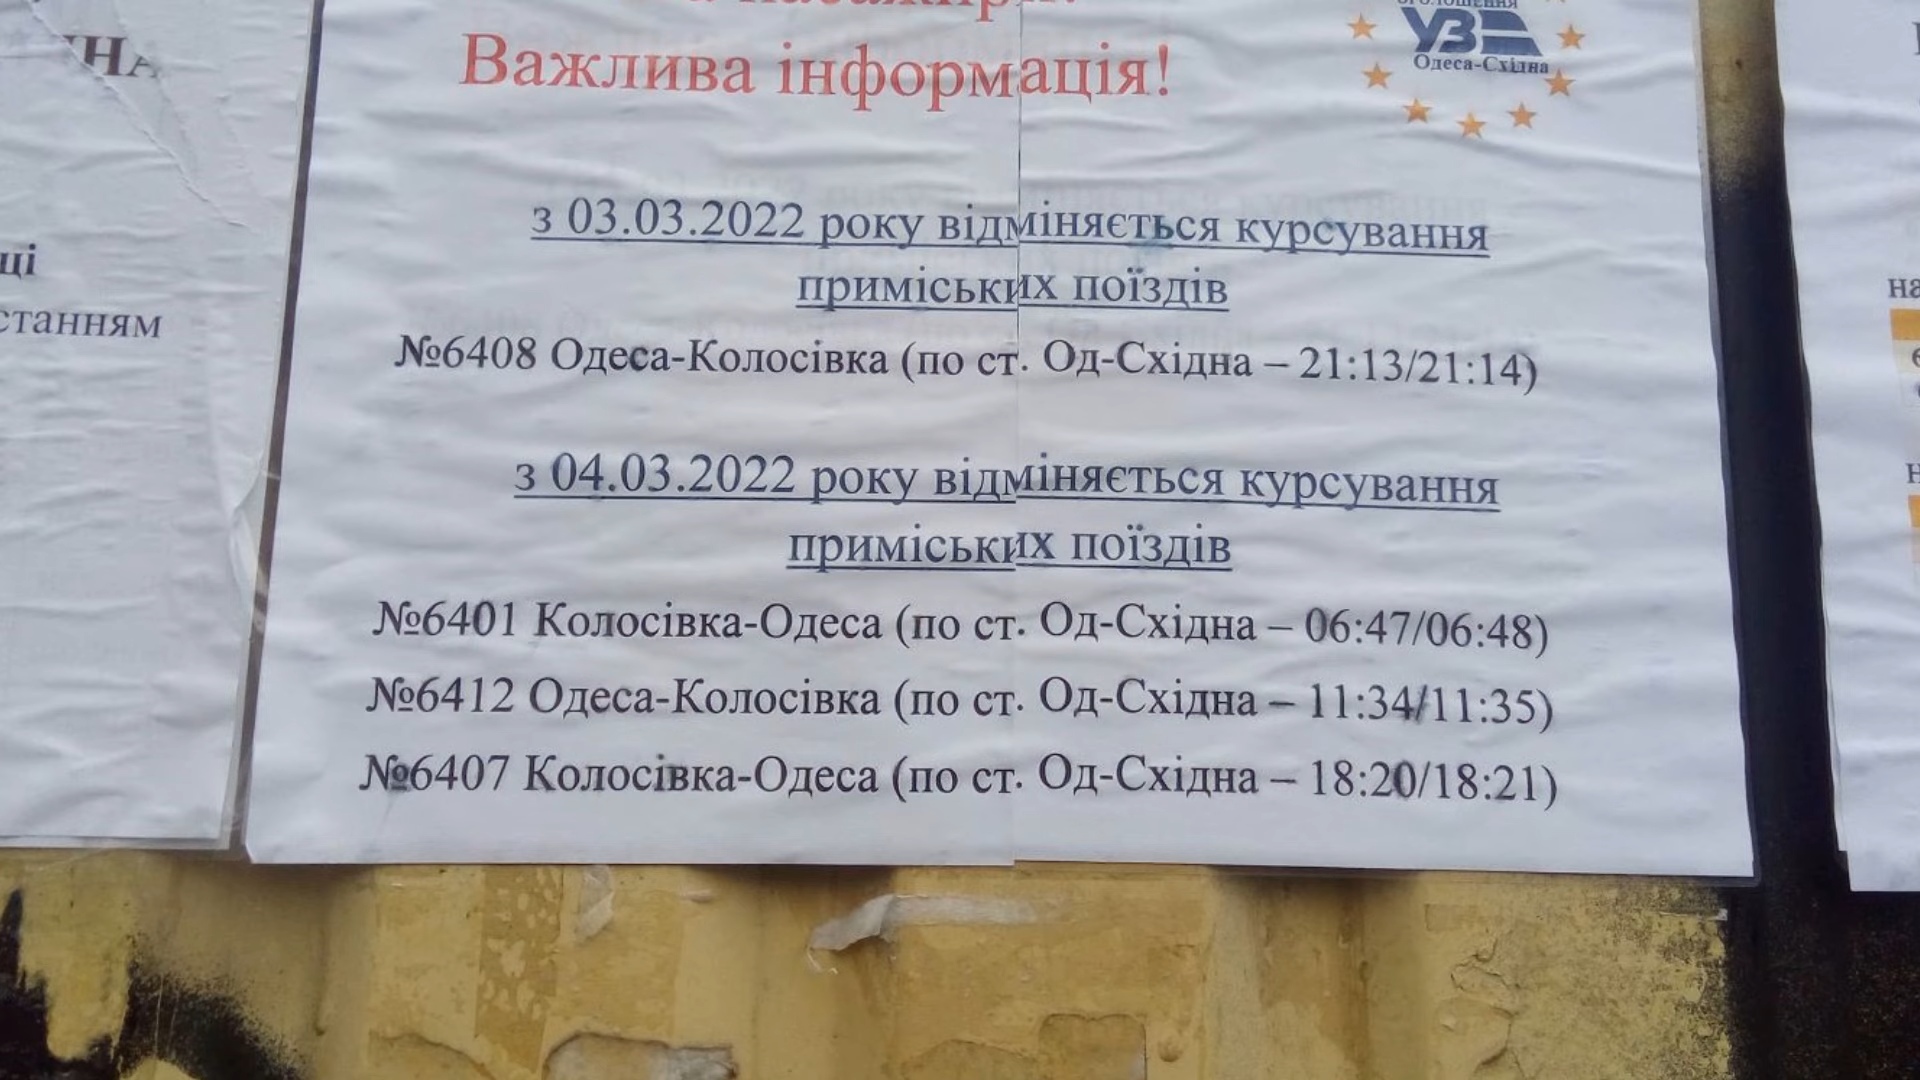 Важлива інформація!
УЗ
Одеса-Східна
з 03.03.2022 року відміняється курсування
приміських поїздів
№6408 Одеса-Колосівка (по ст. Од-Східна – 21:13/21:14)
з 04.03.2022 року відміняється курсування
приміських поїздів
№6401 Колосівка-Одеса (по ст. Од-Східна – 06:47/06:48)
№6412 Одеса-Колосівка (по ст. Од-Східна – 11:34/11:35)
№6407 Колосівка-Одеса (по ст. Од-Східна – 18:20/18:21)